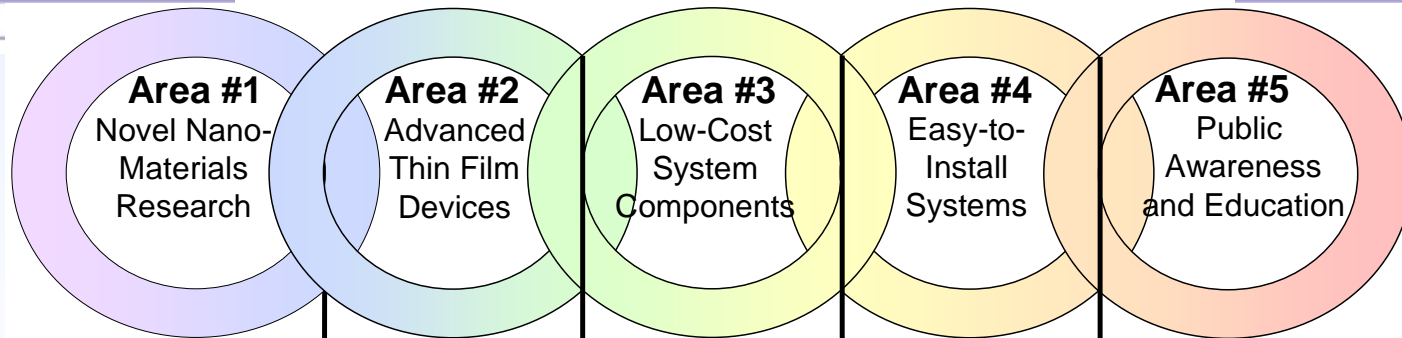 Area #1
Novel Nano-
Materials
Research
Area #2
Advanced
Thin Film
Devices
Area #3
Low-Cost
System
Components
Area #4
Easy-to-
Install
Systems
Area #5
Public
Awareness
and Education